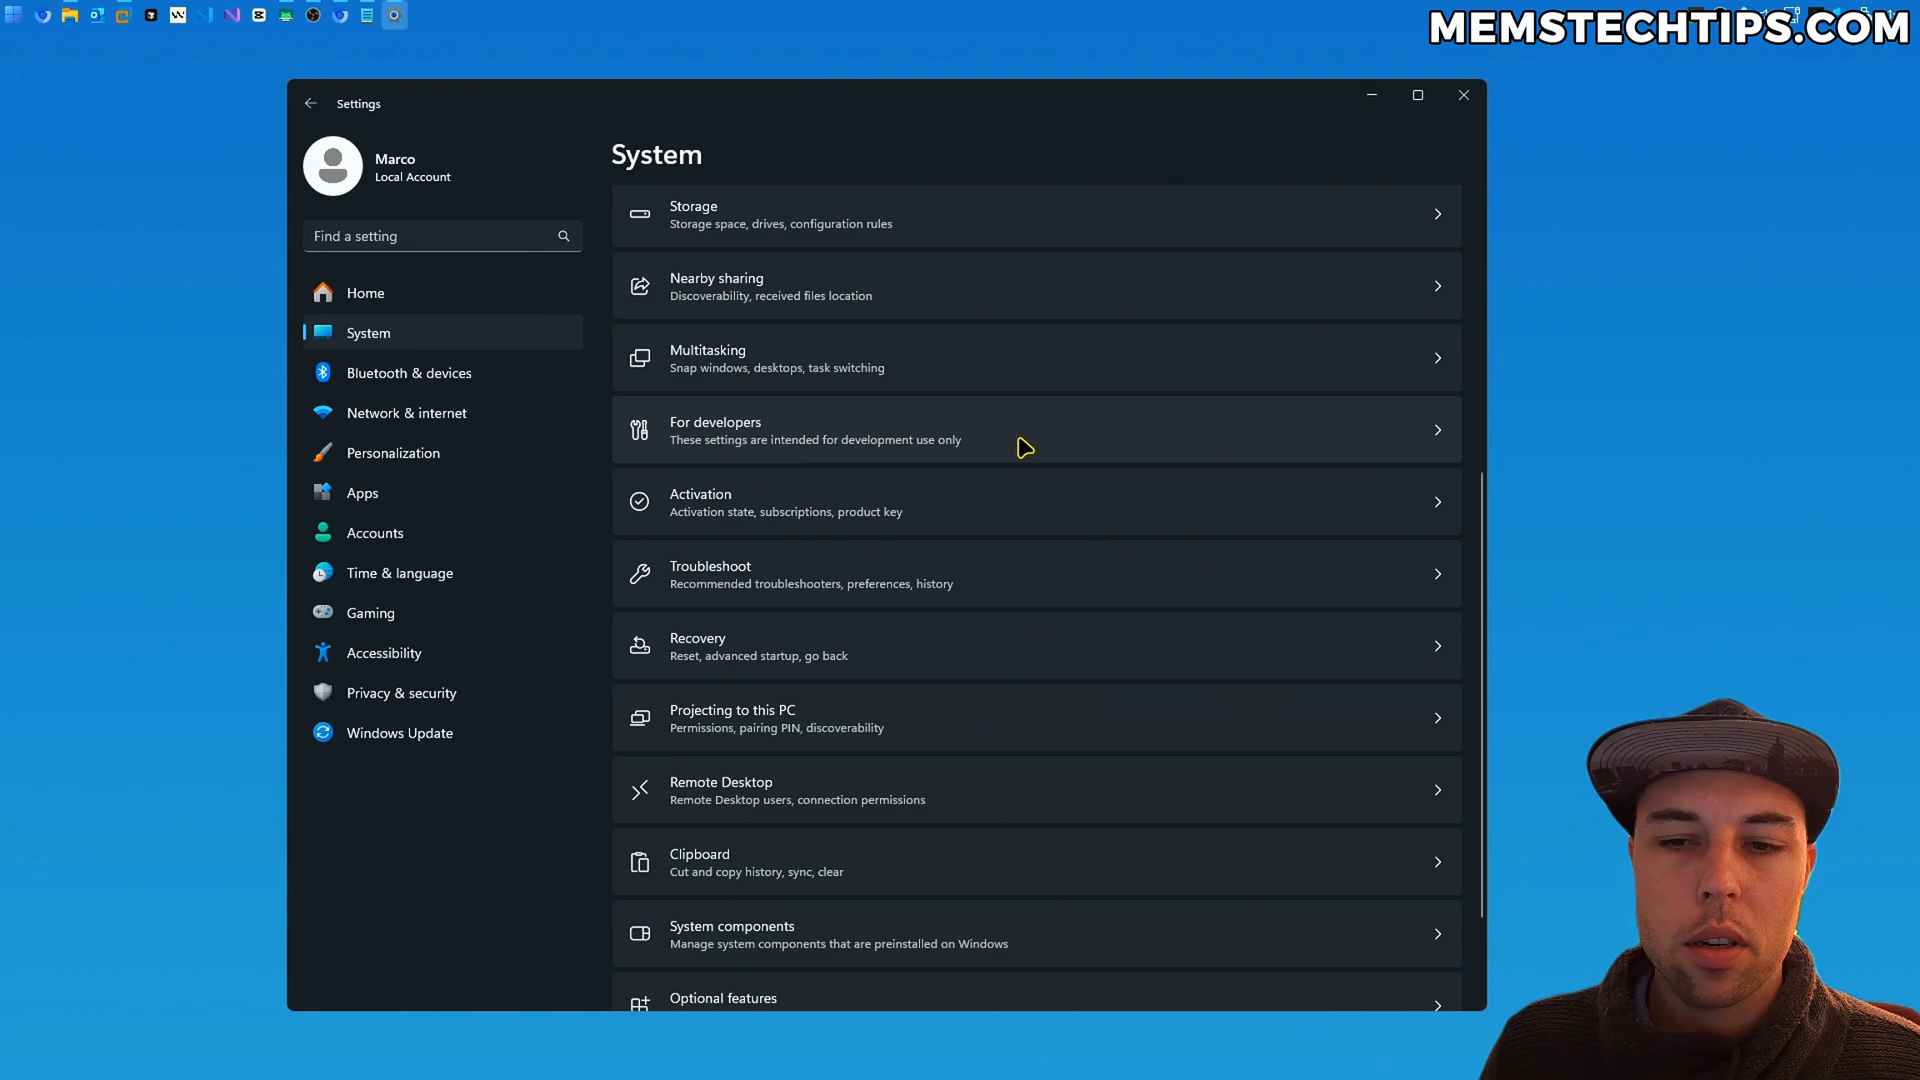 MEMSTECHTIPS.COM
Settings
Marco
Local Account
Find a setting
Home
System
Bluetooth & devices
Network & internet
Personalization
Apps
Accounts
Time & language
Gaming
Accessibility
Privacy & security
Windows Update
System
Storage
Storage space, drives, configuration rules
Nearby sharing
Discoverability, received files location
Multitasking
Snap windows, desktops, task switching
For developers
These settings are intended for development use only
Activation
Activation state, subscriptions, product key
Troubleshoot
Recommended troubleshooters, preferences, history
Recovery
Reset, advanced startup, go back
Projecting to this PC
Permissions, pairing PIN, discoverability
Remote Desktop
Remote Desktop users, connection permissions
Clipboard
Cut and copy history, sync, clear
System components
Manage system components that are preinstalled on Windows
Optional features